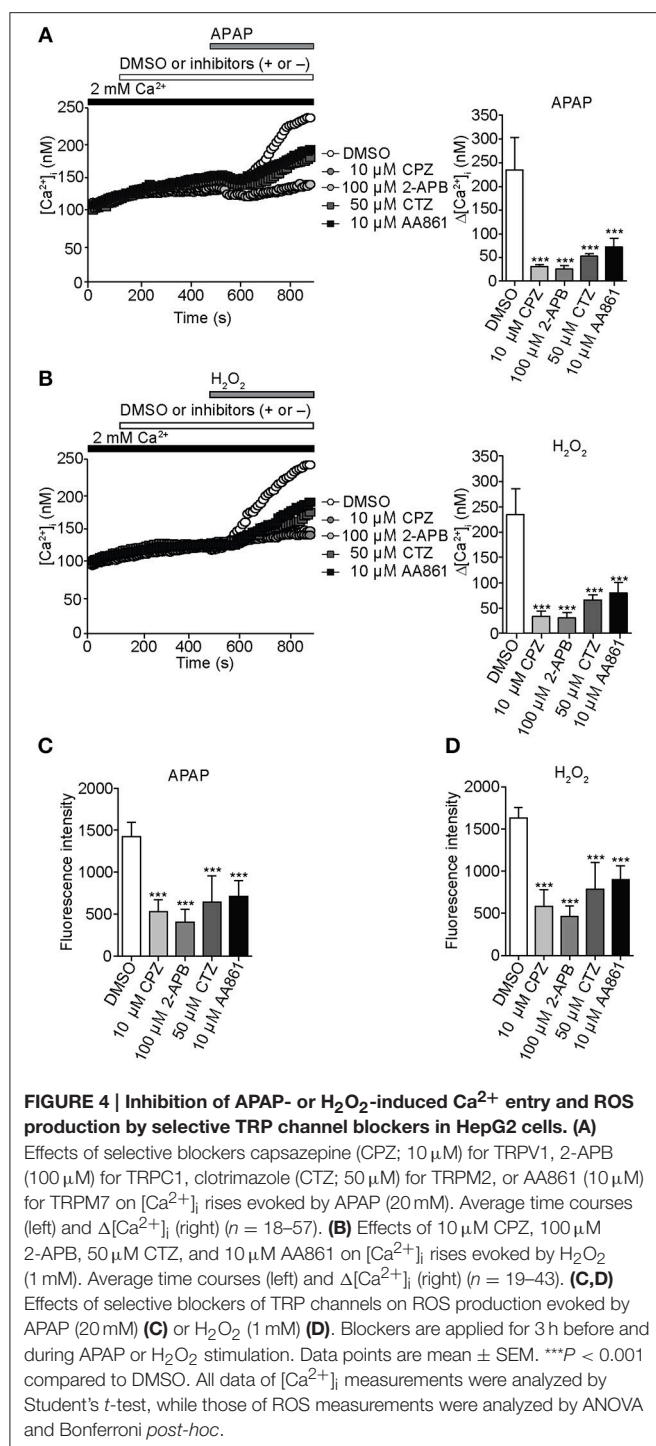 A
APAP
DMSO or inhibitors (+ or –)
2 mM Ca²⁺
250
200
150
100
50
0
[Ca²⁺]ᵢ (nM)
0 200 400 600 800
Time (s)
DMSO
10 µM CPZ
100 µM 2-APB
50 µM CTZ
10 µM AA861
APAP
350
300
250
200
150
100
50
0
Δ[Ca²⁺]ᵢ (nM)
*** *** *** ***
DMSO
10 µM CPZ
100 µM 2-APB
50 µM CTZ
10 µM AA861
B
H₂O₂
DMSO or inhibitors (+ or –)
2 mM Ca²⁺
250
200
150
100
50
0
[Ca²⁺]ᵢ (nM)
0 200 400 600 800
Time (s)
DMSO
10 µM CPZ
100 µM 2-APB
50 µM CTZ
10 µM AA861
H₂O₂
350
300
250
200
150
100
50
0
Δ[Ca²⁺]ᵢ (nM)
*** *** *** ***
DMSO
10 µM CPZ
100 µM 2-APB
50 µM CTZ
10 µM AA861
C
APAP
2000
1500
1000
500
0
Fluorescence intensity
*** *** *** ***
DMSO
10 µM CPZ
100 µM 2-APB
50 µM CTZ
10 µM AA861
D
H₂O₂
2000
1500
1000
500
0
Fluorescence intensity
*** *** *** ***
DMSO
10 µM CPZ
100 µM 2-APB
50 µM CTZ
10 µM AA861
FIGURE 4 | Inhibition of APAP- or H₂O₂-induced Ca²⁺ entry and ROS
production by selective TRP channel blockers in HepG2 cells. (A)
Effects of selective blockers capsazepine (CPZ; 10 µM) for TRPV1, 2-APB
(100 µM) for TRPC1, clotrimazole (CTZ; 50 µM) for TRPM2, or AA861 (10 µM)
for TRPM7 on [Ca²⁺]ᵢ rises evoked by APAP (20 mM). Average time courses
(left) and Δ[Ca²⁺]ᵢ (right) (n = 18–57). (B) Effects of 10 µM CPZ, 100 µM
2-APB, 50 µM CTZ, and 10 µM AA861 on [Ca²⁺]ᵢ rises evoked by H₂O₂
(1 mM). Average time courses (left) and Δ[Ca²⁺]ᵢ (right) (n = 19–43). (C,D)
Effects of selective blockers of TRP channels on ROS production evoked by
APAP (20 mM) (C) or H₂O₂ (1 mM) (D). Blockers are applied for 3 h before and
during APAP or H₂O₂ stimulation. Data points are mean ± SEM. ***P < 0.001
compared to DMSO. All data of [Ca²⁺]ᵢ measurements were analyzed by
Student's t-test, while those of ROS measurements were analyzed by ANOVA
and Bonferroni post-hoc.